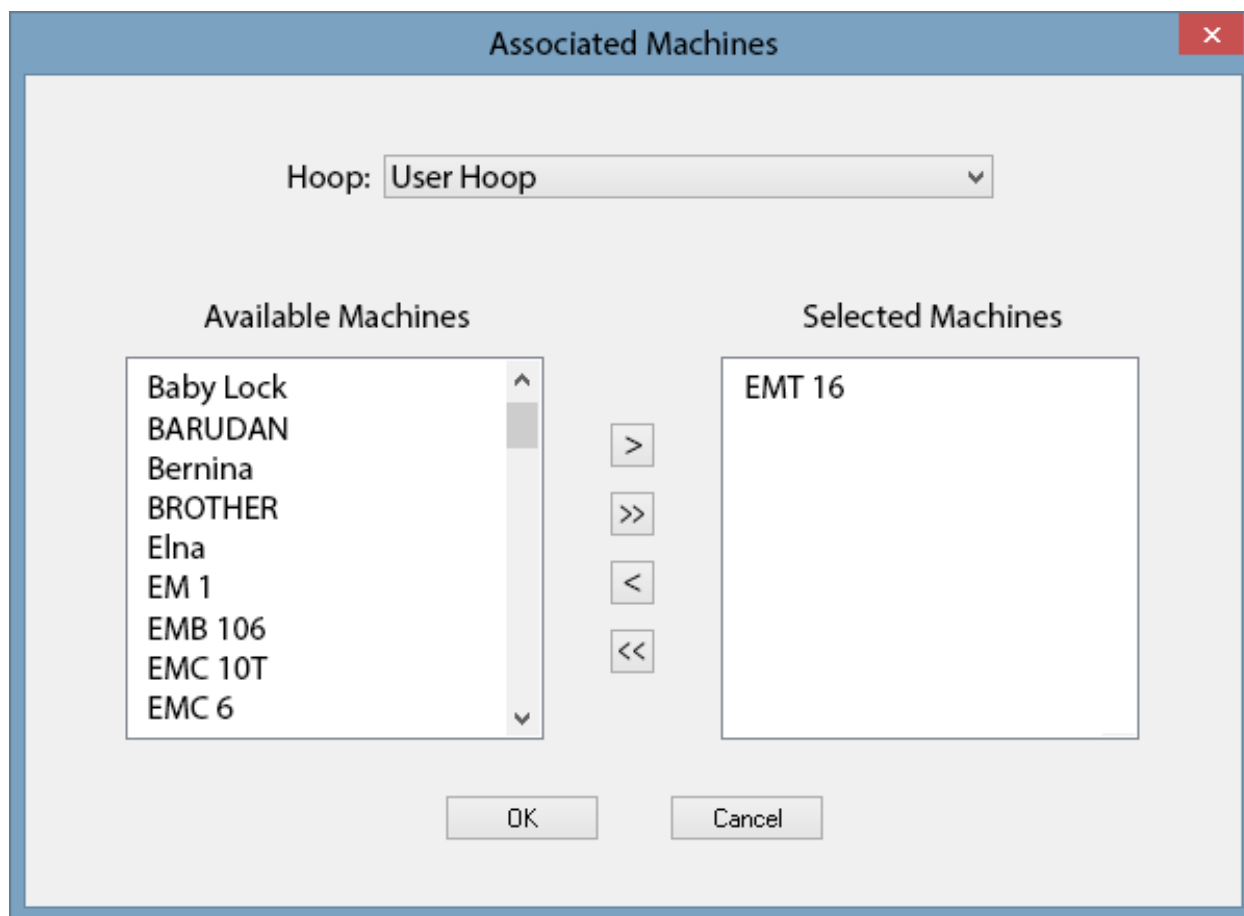 Associated Machines
Hoop: User Hoop
Available Machines
Baby Lock
BARUDAN
Bernina
BROTHER
Elna
EM 1
EMB 106
EMC 10T
EMC 6
>
>>
<
<<
Selected Machines
EMT 16
OK
Cancel